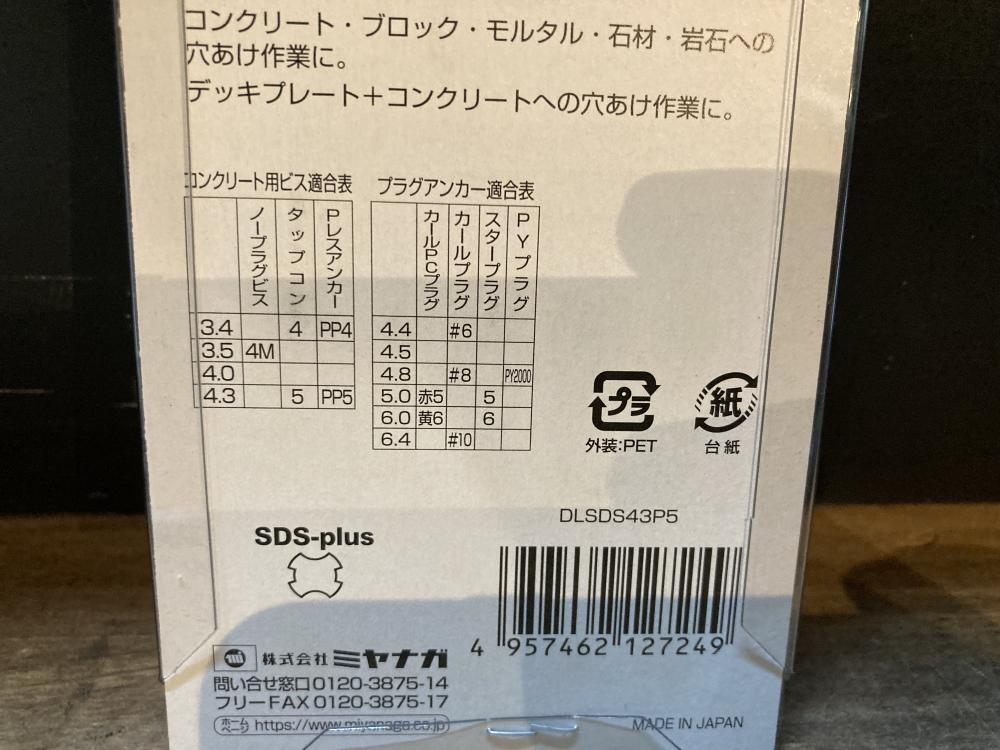 コンクリート・ブロック・モルタル・石材・岩石への
穴あけ作業に。
デッキプレート＋コンクリートへの穴あけ作業に。
コンクリート用ビス適合表
ノープラグビス タップコン Pレスアンカー
3.4 4 PP4
3.5 4M
4.0
4.3 5 PP5
プラグアンカー適合表
カールPCプラグ カールプラグ スタープラグ PYプラグ
4.4 #6
4.5
4.8 #8 PY2000
5.0 赤5 5
6.0 黄6 6
6.4 #10
プラ
外装:PET
紙
台紙
DLSDS43P5
SDS-plus
4 957462 127249
株式会社 ミヤナガ
問い合せ窓口0120-3875-14
フリーFAX 0120-3875-17
ホームページ https://www.miyanaga.co.jp
MADE IN JAPAN